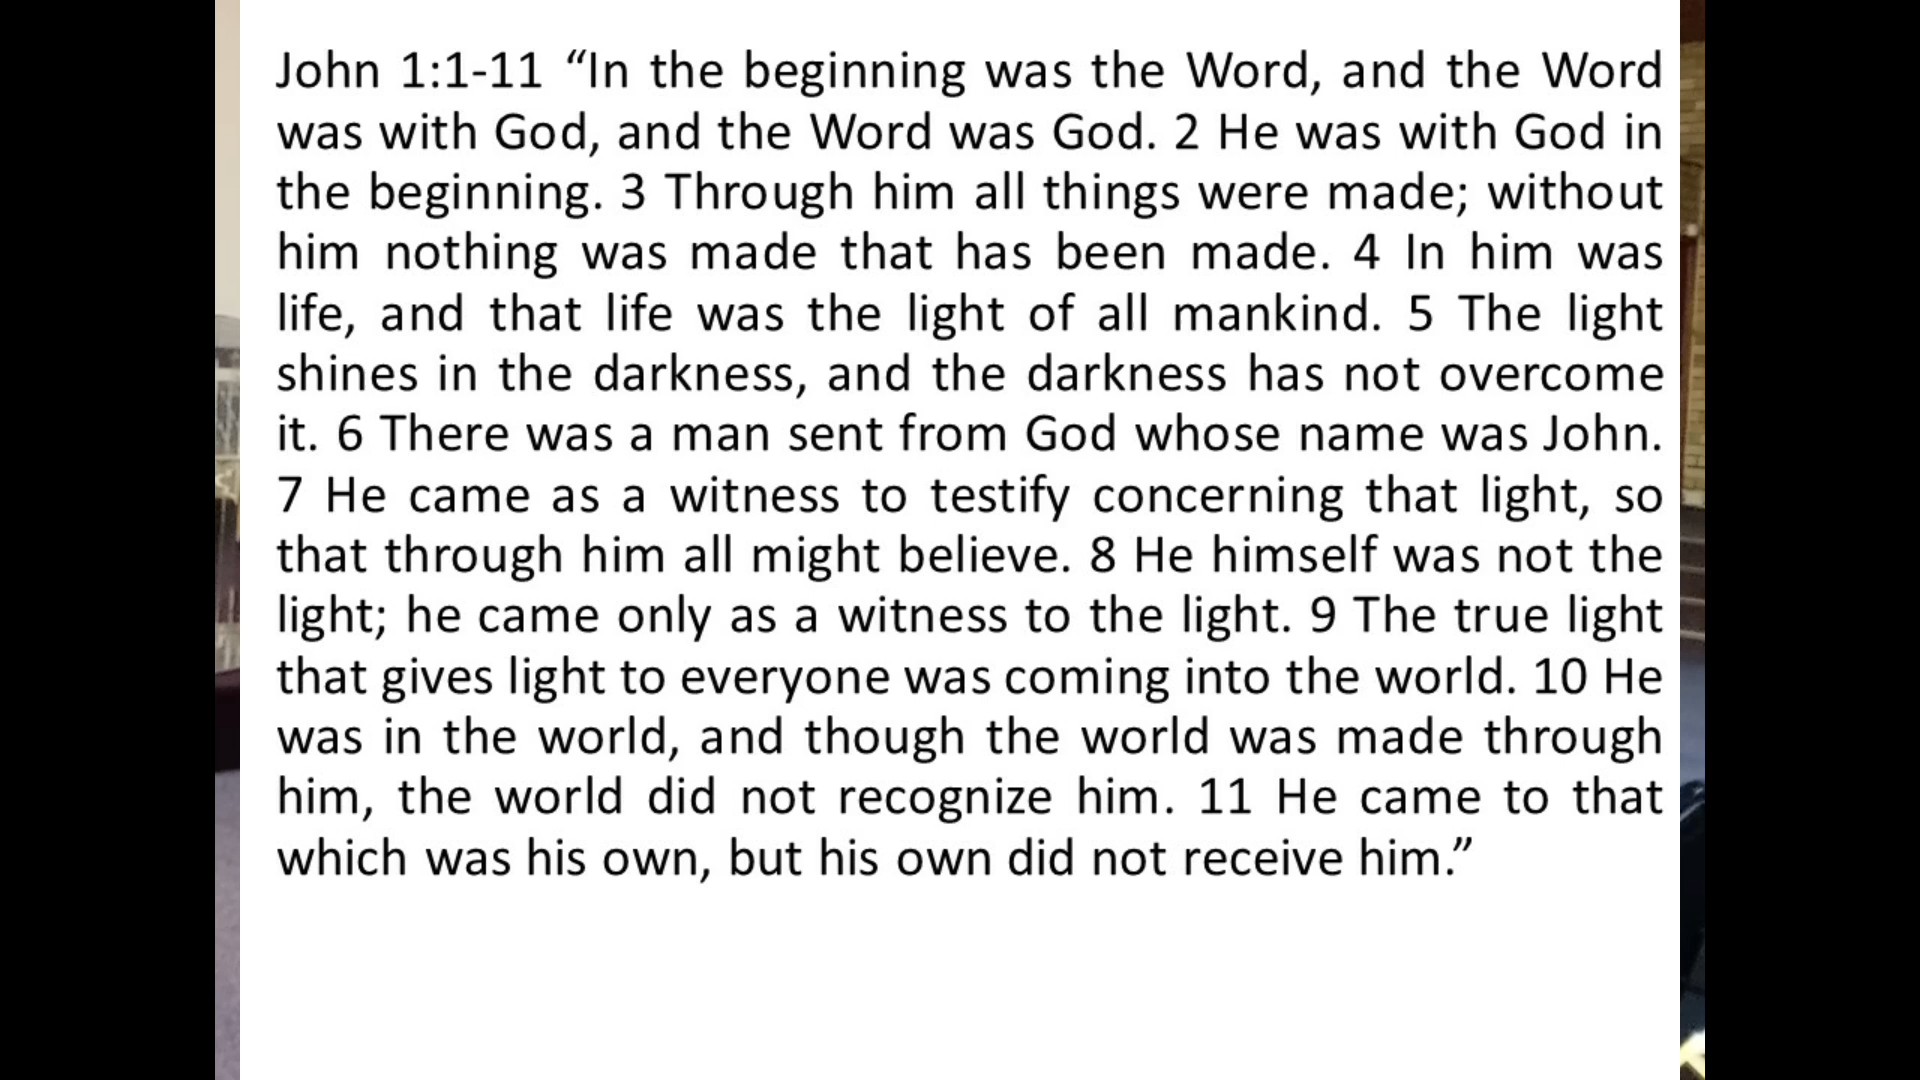 John 1:1-11 “In the beginning was the Word, and the Word
was with God, and the Word was God. 2 He was with God in
the beginning. 3 Through him all things were made; without
him nothing was made that has been made. 4 In him was
life, and that life was the light of all mankind. 5 The light
shines in the darkness, and the darkness has not overcome
it. 6 There was a man sent from God whose name was John.
7 He came as a witness to testify concerning that light, so
that through him all might believe. 8 He himself was not the
light; he came only as a witness to the light. 9 The true light
that gives light to everyone was coming into the world. 10 He
was in the world, and though the world was made through
him, the world did not recognize him. 11 He came to that
which was his own, but his own did not receive him.”